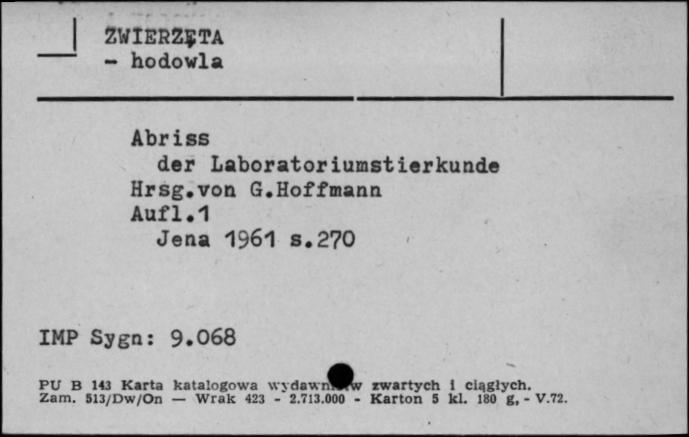 ZWIERZĘTA
- hodowla
Abriss
der Laboratoriumstierkunde
Hrsg.von G.Hoffmann
Aufl.1
Jena 1961 s.270
IMP Sygn: 9.068
PU B 143 Karta katalogowa zwartych i ciągłych.
Zam. 513/Dw/On — Wrak 423 - 2.713.000 - Karton 5 kl. 180 g, - V.72.